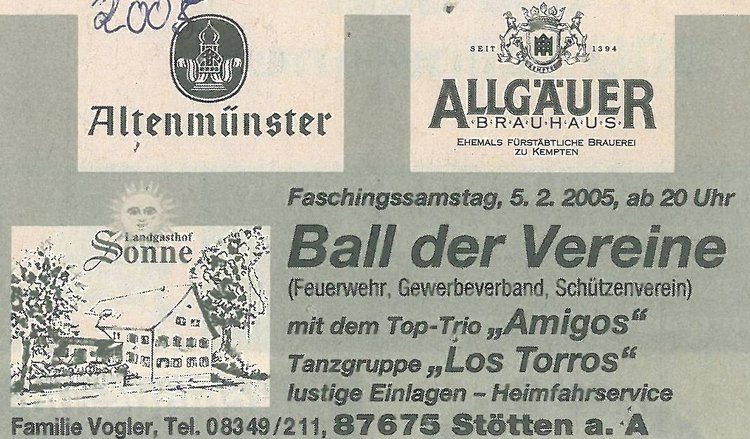 2005
Altenmünster
SEIT 1394
KEMPTEN
ALLGÄUER
·B·R·A·U·H·A·U·S·
EHEMALS FÜRSTÄBTLICHE BRAUEREI
ZU KEMPTEN
Landgasthof
Sonne
Faschingssamstag, 5. 2. 2005, ab 20 Uhr
Ball der Vereine
(Feuerwehr, Gewerbeverband, Schützenverein)
mit dem Top-Trio „Amigos“
Tanzgruppe „Los Torros“
lustige Einlagen – Heimfahrservice
Familie Vogler, Tel. 08349/211, 87675 Stötten a. A